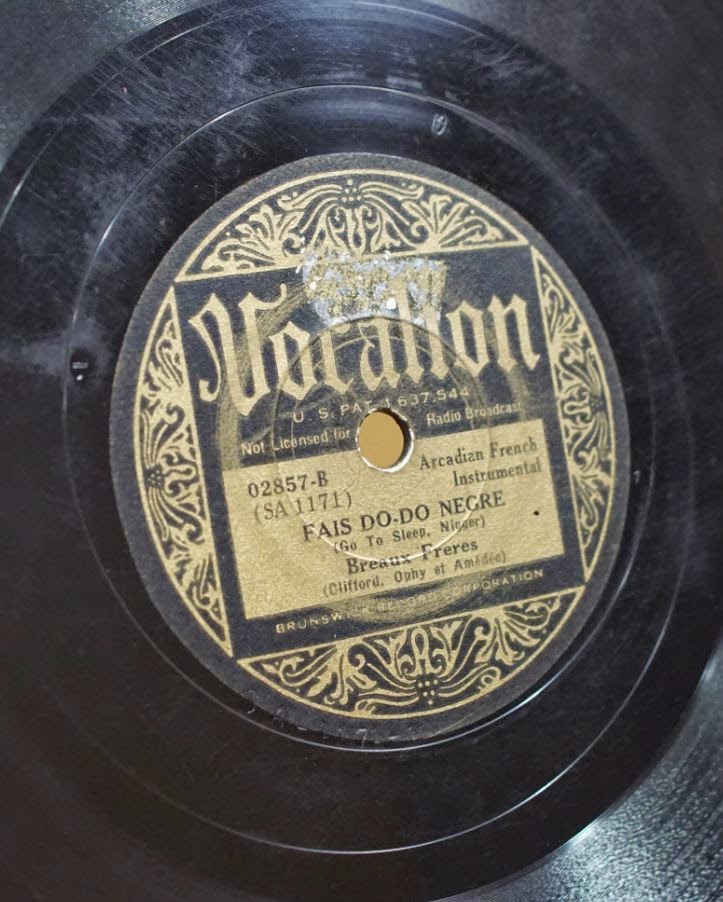 Vocalion
U. S. PAT. 1,637,544
Not Licensed for Radio Broadcast
02857-B
(SA 1171)
Arcadian French
Instrumental
FAIS DO-DO NEGRE
(Go To Sleep, Nigger)
Breaux Freres
(Clifford, Ophy et Amédée)
BRUNSWICK RECORD CORPORATION